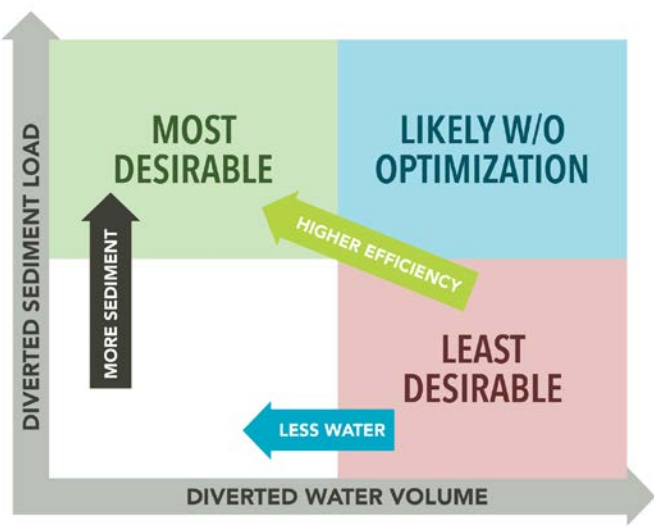 MOST
DESIRABLE
LIKELY W/O
OPTIMIZATION
HIGHER EFFICIENCY
MORE SEDIMENT
DIVERTED SEDIMENT LOAD
LEAST
DESIRABLE
LESS WATER
DIVERTED WATER VOLUME